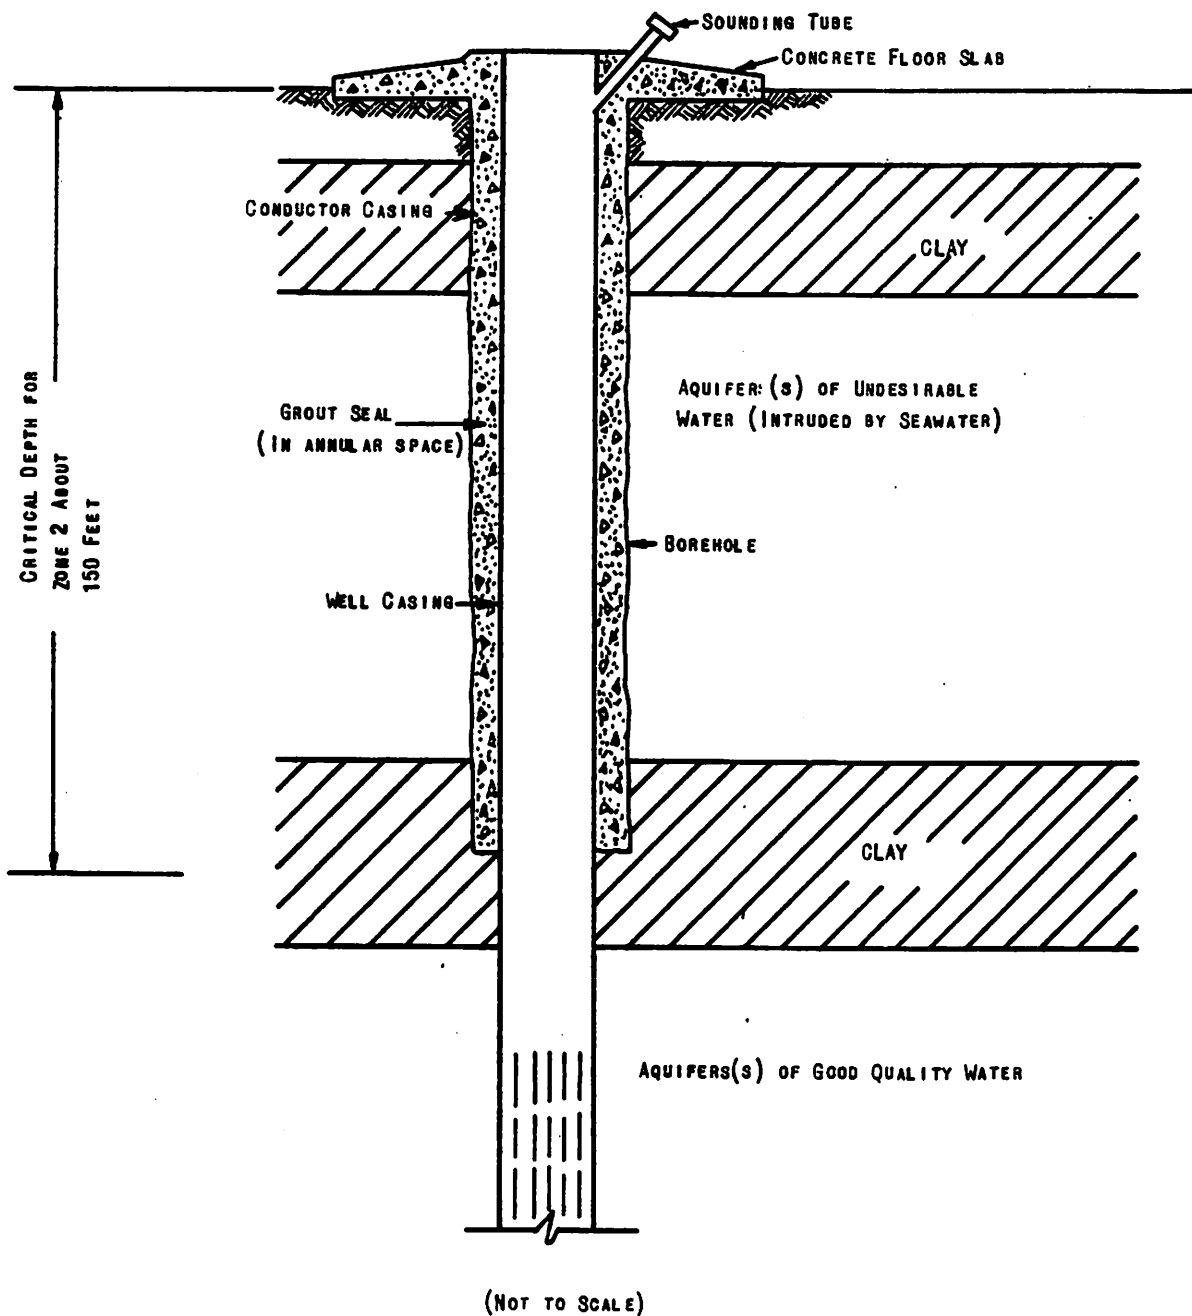 SOUNDING TUBE
CONCRETE FLOOR SLAB
CONDUCTOR CASING
CLAY
AQUIFER:(S) OF UNDESIRABLE
WATER (INTRUDED BY SEAWATER)
GROUT SEAL
(IN ANNULAR SPACE)
CRITICAL DEPTH FOR
ZONE 2 ABOUT
150 FEET
BOREHOLE
WELL CASING
CLAY
AQUIFERS(S) OF GOOD QUALITY WATER
(NOT TO SCALE)